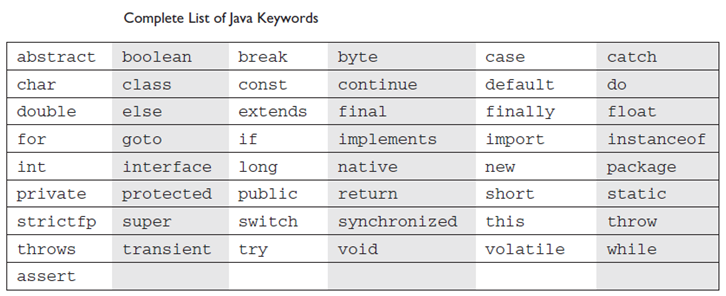 Complete List of Java Keywords
abstract boolean break byte case catch
char class const continue default do
double else extends final finally float
for goto if implements import instanceof
int interface long native new package
private protected public return short static
strictfp super switch synchronized this throw
throws transient try void volatile while
assert